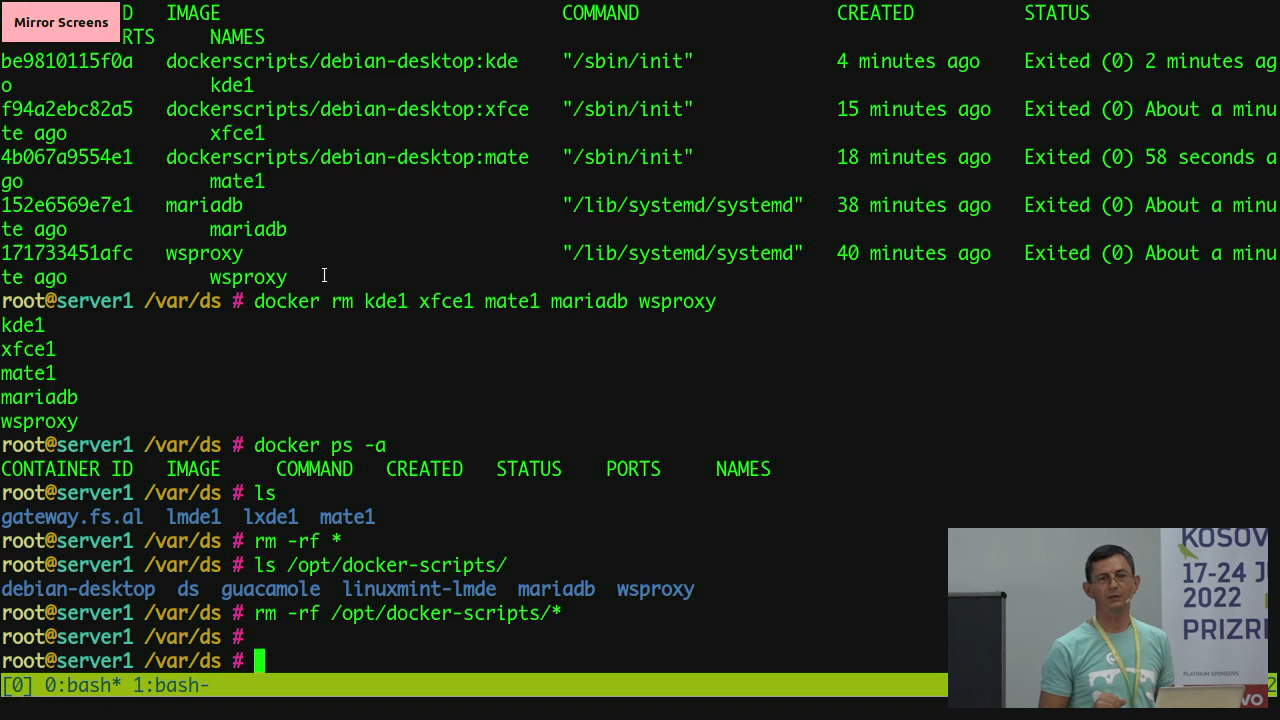 Mirror Screens
D   IMAGE                               COMMAND                  CREATED          STATUS
RTS     NAMES
be9810115f0a   dockerscripts/debian-desktop:kde    "/sbin/init"             4 minutes ago    Exited (0) 2 minutes ag
o             kde1
f94a2ebc82a5   dockerscripts/debian-desktop:xfce   "/sbin/init"             15 minutes ago   Exited (0) About a minu
te ago             xfce1
4b067a9554e1   dockerscripts/debian-desktop:mate   "/sbin/init"             18 minutes ago   Exited (0) 58 seconds a
go                 mate1
152e6569e7e1   mariadb                             "/lib/systemd/systemd"   38 minutes ago   Exited (0) About a minu
te ago             mariadb
171733451afc   wsproxy                             "/lib/systemd/systemd"   40 minutes ago   Exited (0) About a minu
te ago             wsproxy
root@server1 /var/ds # docker rm kde1 xfce1 mate1 mariadb wsproxy
kde1
xfce1
mate1
mariadb
wsproxy
root@server1 /var/ds # docker ps -a
CONTAINER ID   IMAGE     COMMAND   CREATED   STATUS    PORTS     NAMES
root@server1 /var/ds # ls
gateway.fs.al  lmde1  lxde1  mate1
root@server1 /var/ds # rm -rf *
root@server1 /var/ds # ls /opt/docker-scripts/
debian-desktop  ds  guacamole  linuxmint-lmde  mariadb  wsproxy
root@server1 /var/ds # rm -rf /opt/docker-scripts/*
root@server1 /var/ds #
root@server1 /var/ds #
[0] 0:bash* 1:bash-
KOSOV
17-24 J
2022
PRIZRE
PLATINUM SPONSORS